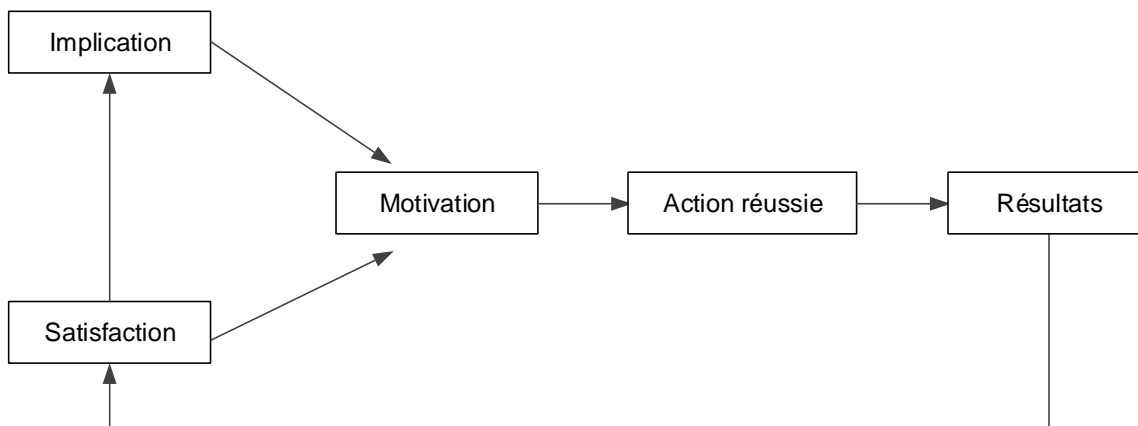 Implication
Motivation
Action réussie
Résultats
Satisfaction